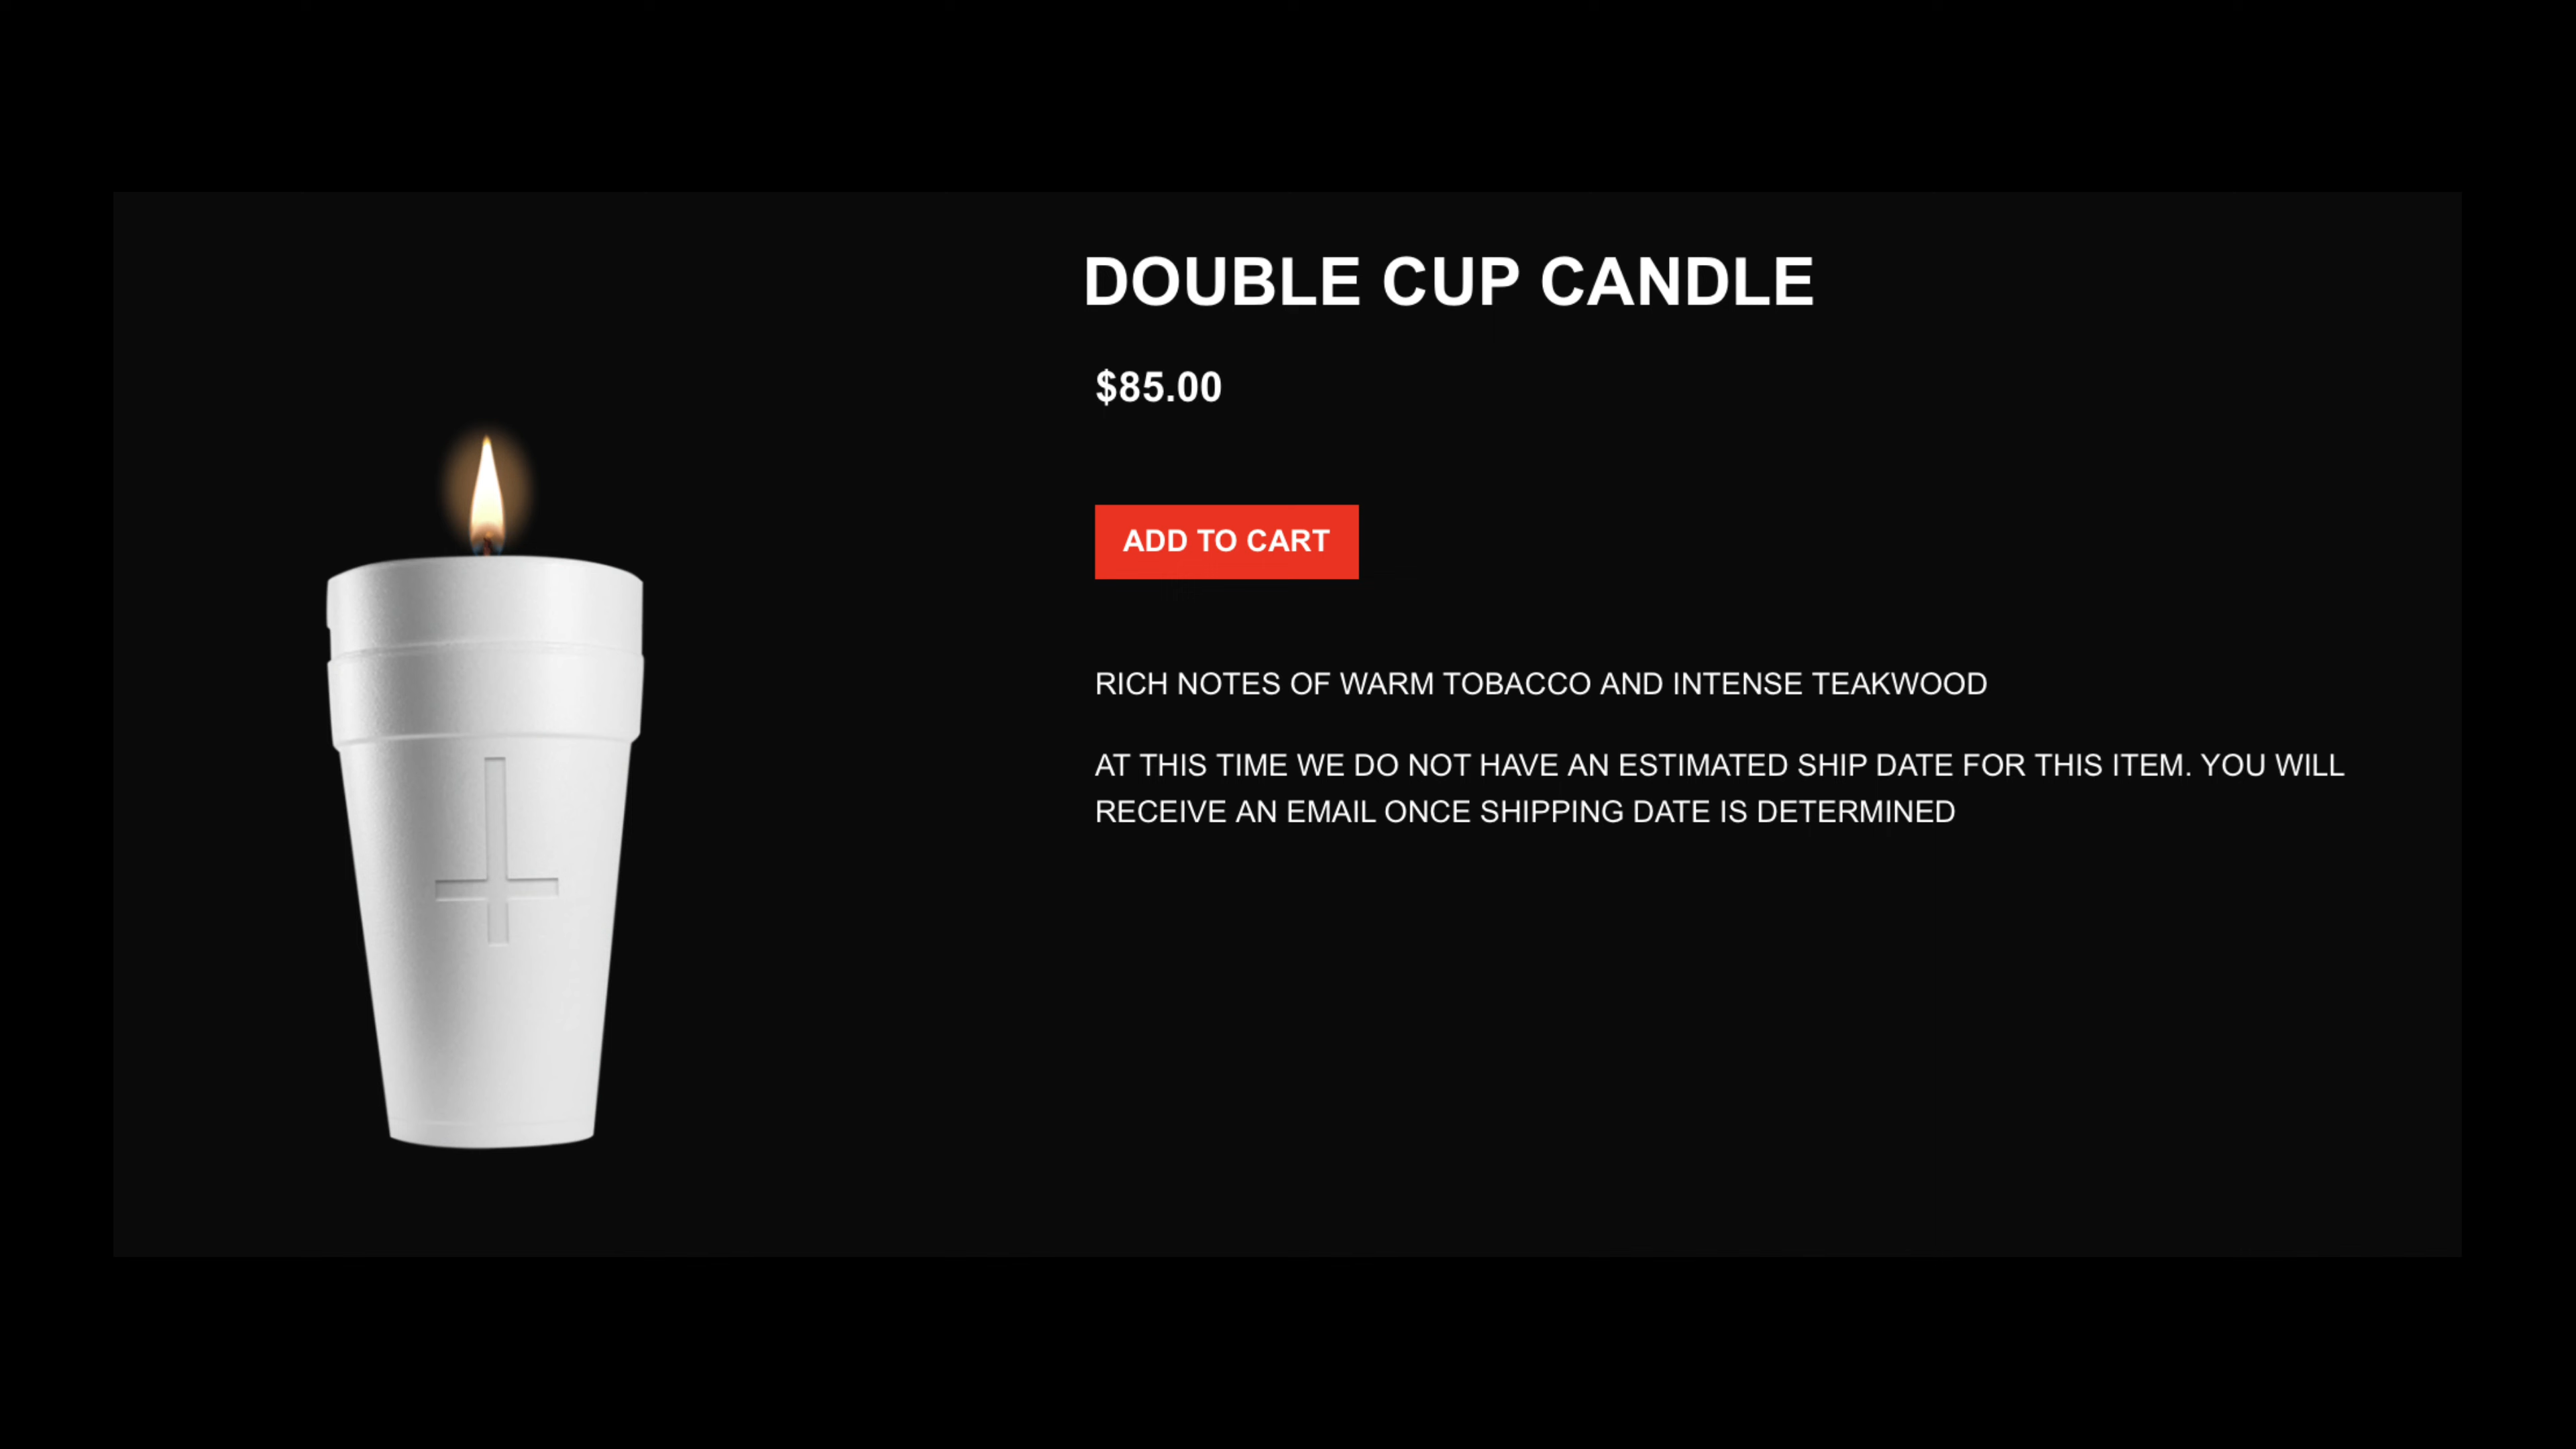 DOUBLE CUP CANDLE
$85.00
ADD TO CART
RICH NOTES OF WARM TOBACCO AND INTENSE TEAKWOOD
AT THIS TIME WE DO NOT HAVE AN ESTIMATED SHIP DATE FOR THIS ITEM. YOU WILL
RECEIVE AN EMAIL ONCE SHIPPING DATE IS DETERMINED